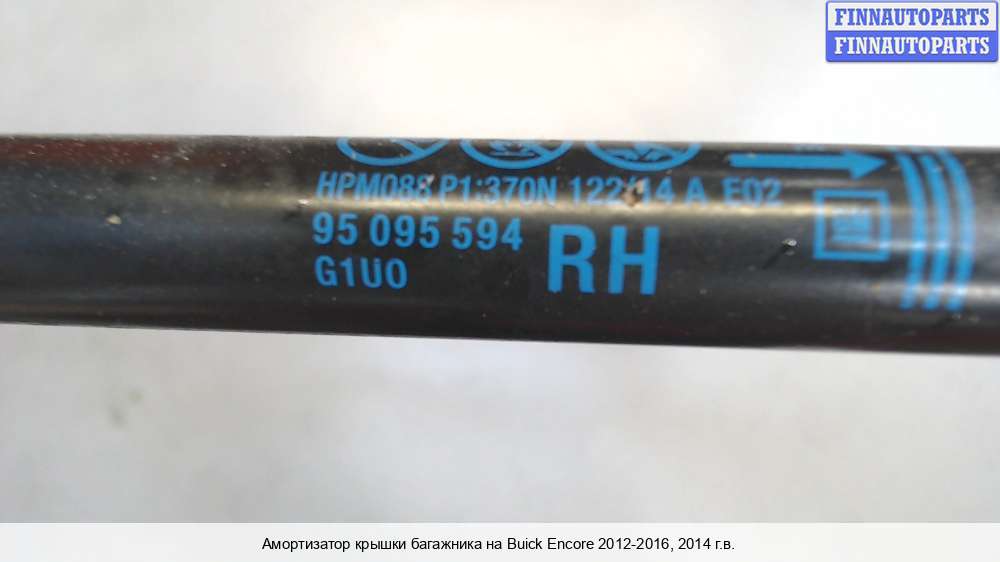 FINNAUTOPARTS
FINNAUTOPARTS
HPM088 P1:370N 122/14 A E02
95 095 594
G1U0
RH
GM
Амортизатор крышки багажника на Buick Encore 2012-2016, 2014 г.в.